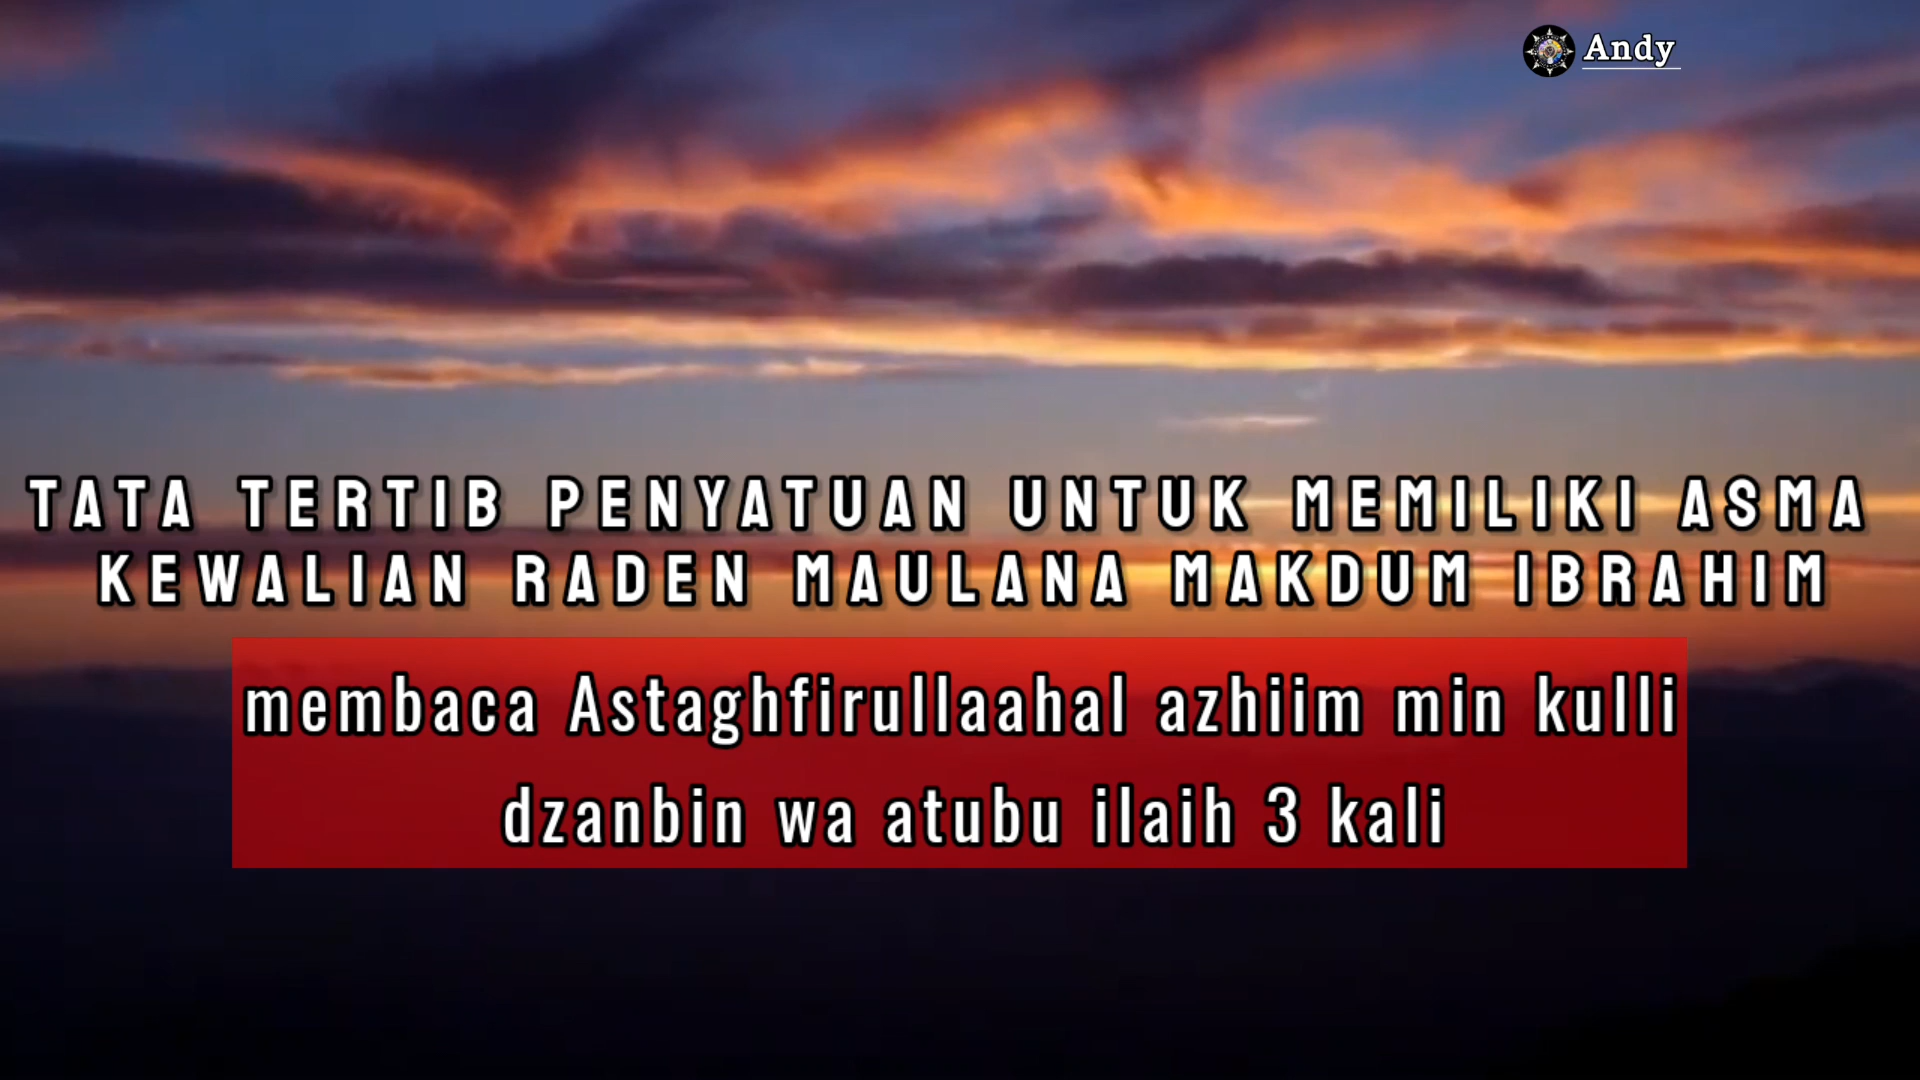 Andy
TATA TERTIB PENYATUAN UNTUK MEMILIKI ASMA
KEWALIAN RADEN MAULANA MAKDUM IBRAHIM
membaca Astaghfirullaahal azhiim min kulli
dzanbin wa atubu ilaih 3 kali